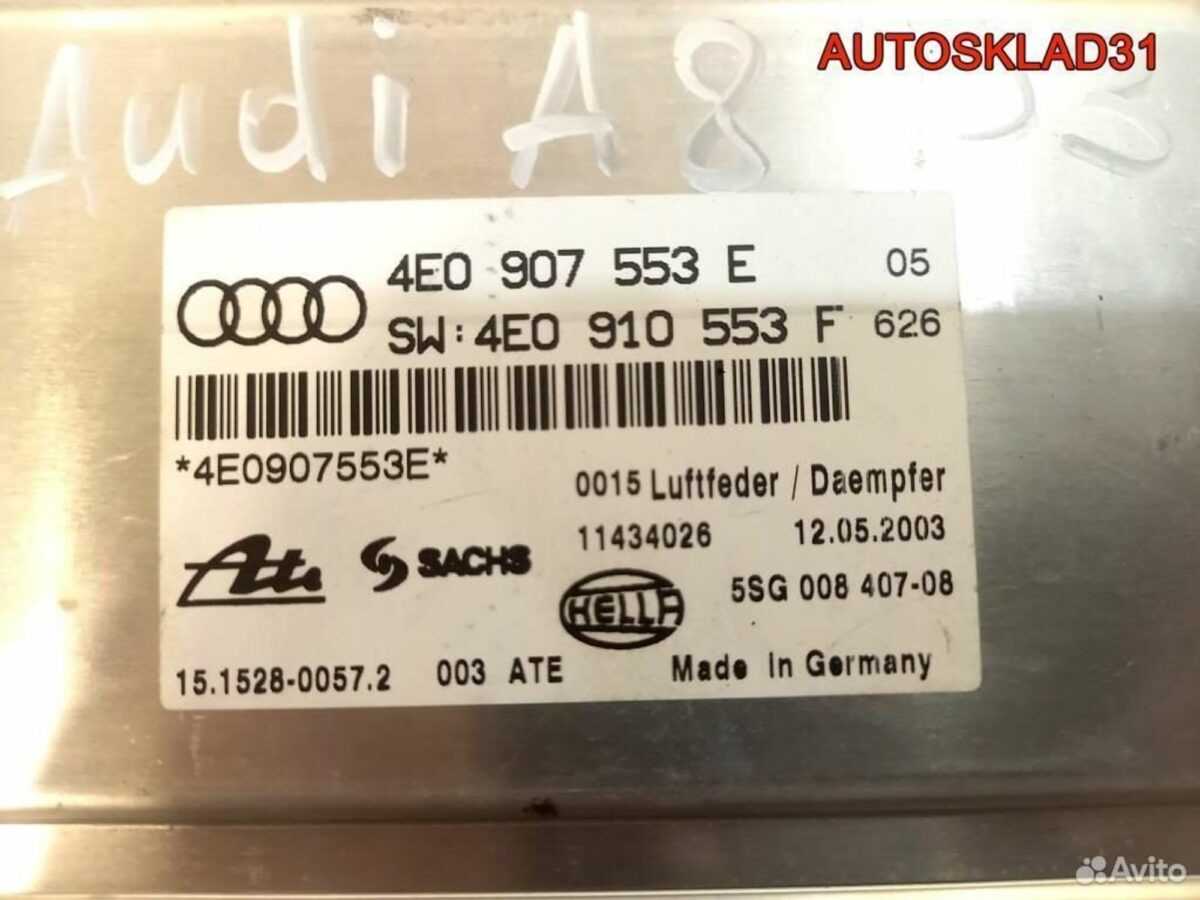 AUTOSKLAD31
Audi A8 D3
4E0 907 553 E 05
SW:4E0 910 553 F 626
*4E0907553E*
0015 Luftfeder / Daempfer
11434026 12.05.2003
Ate SACHS
HELLA 5SG 008 407-08
15.1528-0057.2 003 ATE Made In Germany
Avito